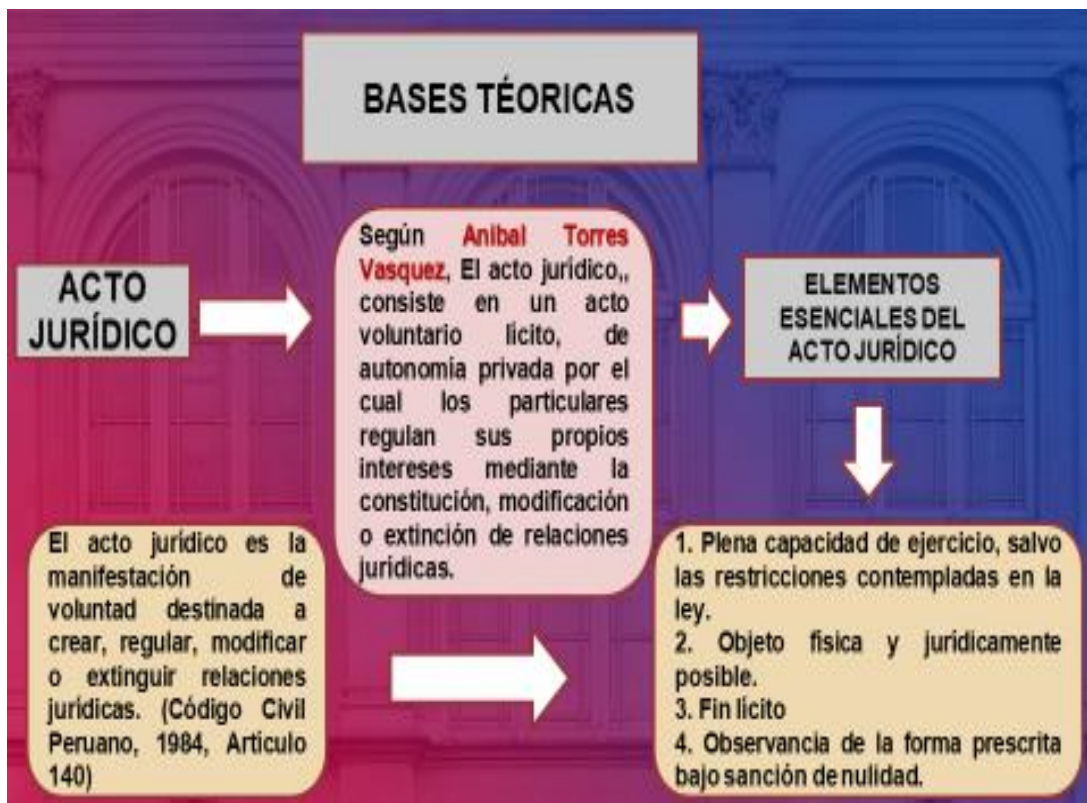 BASES TÉORICAS
ACTO
JURÍDICO
Según Anibal Torres
Vasquez, El acto jurídico,,
consiste en un acto
voluntario licito, de
autonomía privada por el
cual los particulares
regulan sus propios
intereses mediante la
constitución, modificación
o extinción de relaciones
jurídicas.
ELEMENTOS
ESENCIALES DEL
ACTO JURÍDICO
El acto jurídico es la
manifestación de
voluntad destinada a
crear, regular, modificar
o extinguir relaciones
jurídicas. (Código Civil
Peruano, 1984, Artículo
140)
1. Plena capacidad de ejercicio, salvo
las restricciones contempladas en la
ley.
2. Objeto física y jurídicamente
posible.
3. Fin lícito
4. Observancia de la forma prescrita
bajo sanción de nulidad.